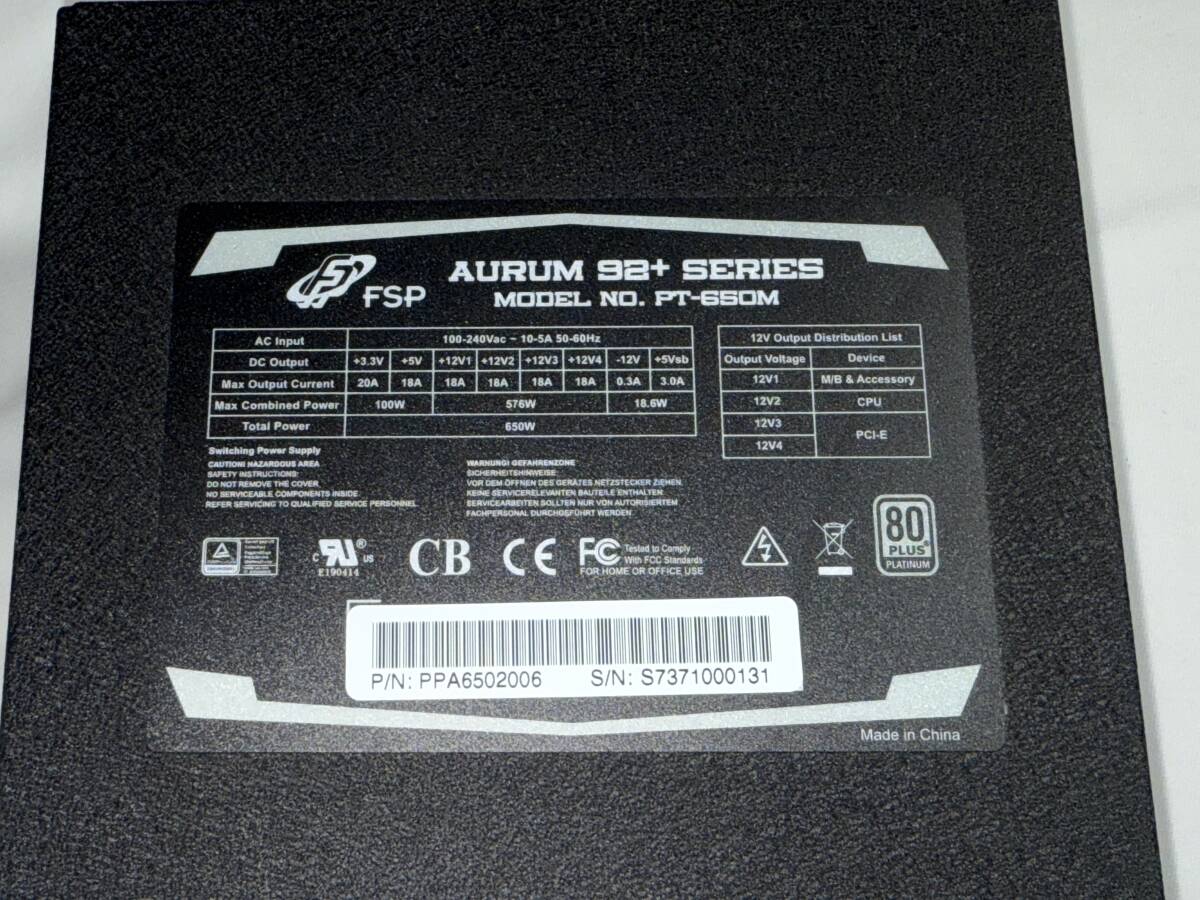 FSP
AURUM 92+ SERIES
MODEL NO. PT-650M
AC Input 100-240Vac ~ 10-5A 50-60Hz
DC Output +3.3V +5V +12V1 +12V2 +12V3 +12V4 -12V +5Vsb
Max Output Current 20A 18A 18A 18A 18A 18A 0.3A 3.0A
Max Combined Power 100W 576W 18.6W
Total Power 650W
12V Output Distribution List
Output Voltage Device
12V1 M/B & Accessory
12V2 CPU
12V3 PCI-E
12V4
Switching Power Supply
CAUTION! HAZARDOUS AREA
SAFETY INSTRUCTIONS:
DO NOT REMOVE THE COVER
NO SERVICEABLE COMPONENTS INSIDE.
REFER SERVICING TO QUALIFIED SERVICE PERSONNEL.
WARNUNG! GEFAHRENZONE
SICHERHEITSHINWEISE:
VOR DEM ÖFFNEN DES GERÄTES NETZSTECKER ZIEHEN.
KEINE SERVICERELEVANTEN BAUTEILE ENTHALTEN.
SERVICEARBEITEN SOLLTEN NUR VON AUTORISIERTEM
FACHPERSONAL DURCHGEFÜHRT WERDEN.
c RU ® US
E190414
CB
CE
FC Tested to Comply
With FCC Standards
FOR HOME OR OFFICE USE
80
PLUS®
PLATINUM
P/N: PPA6502006 S/N: S7371000131
Made in China